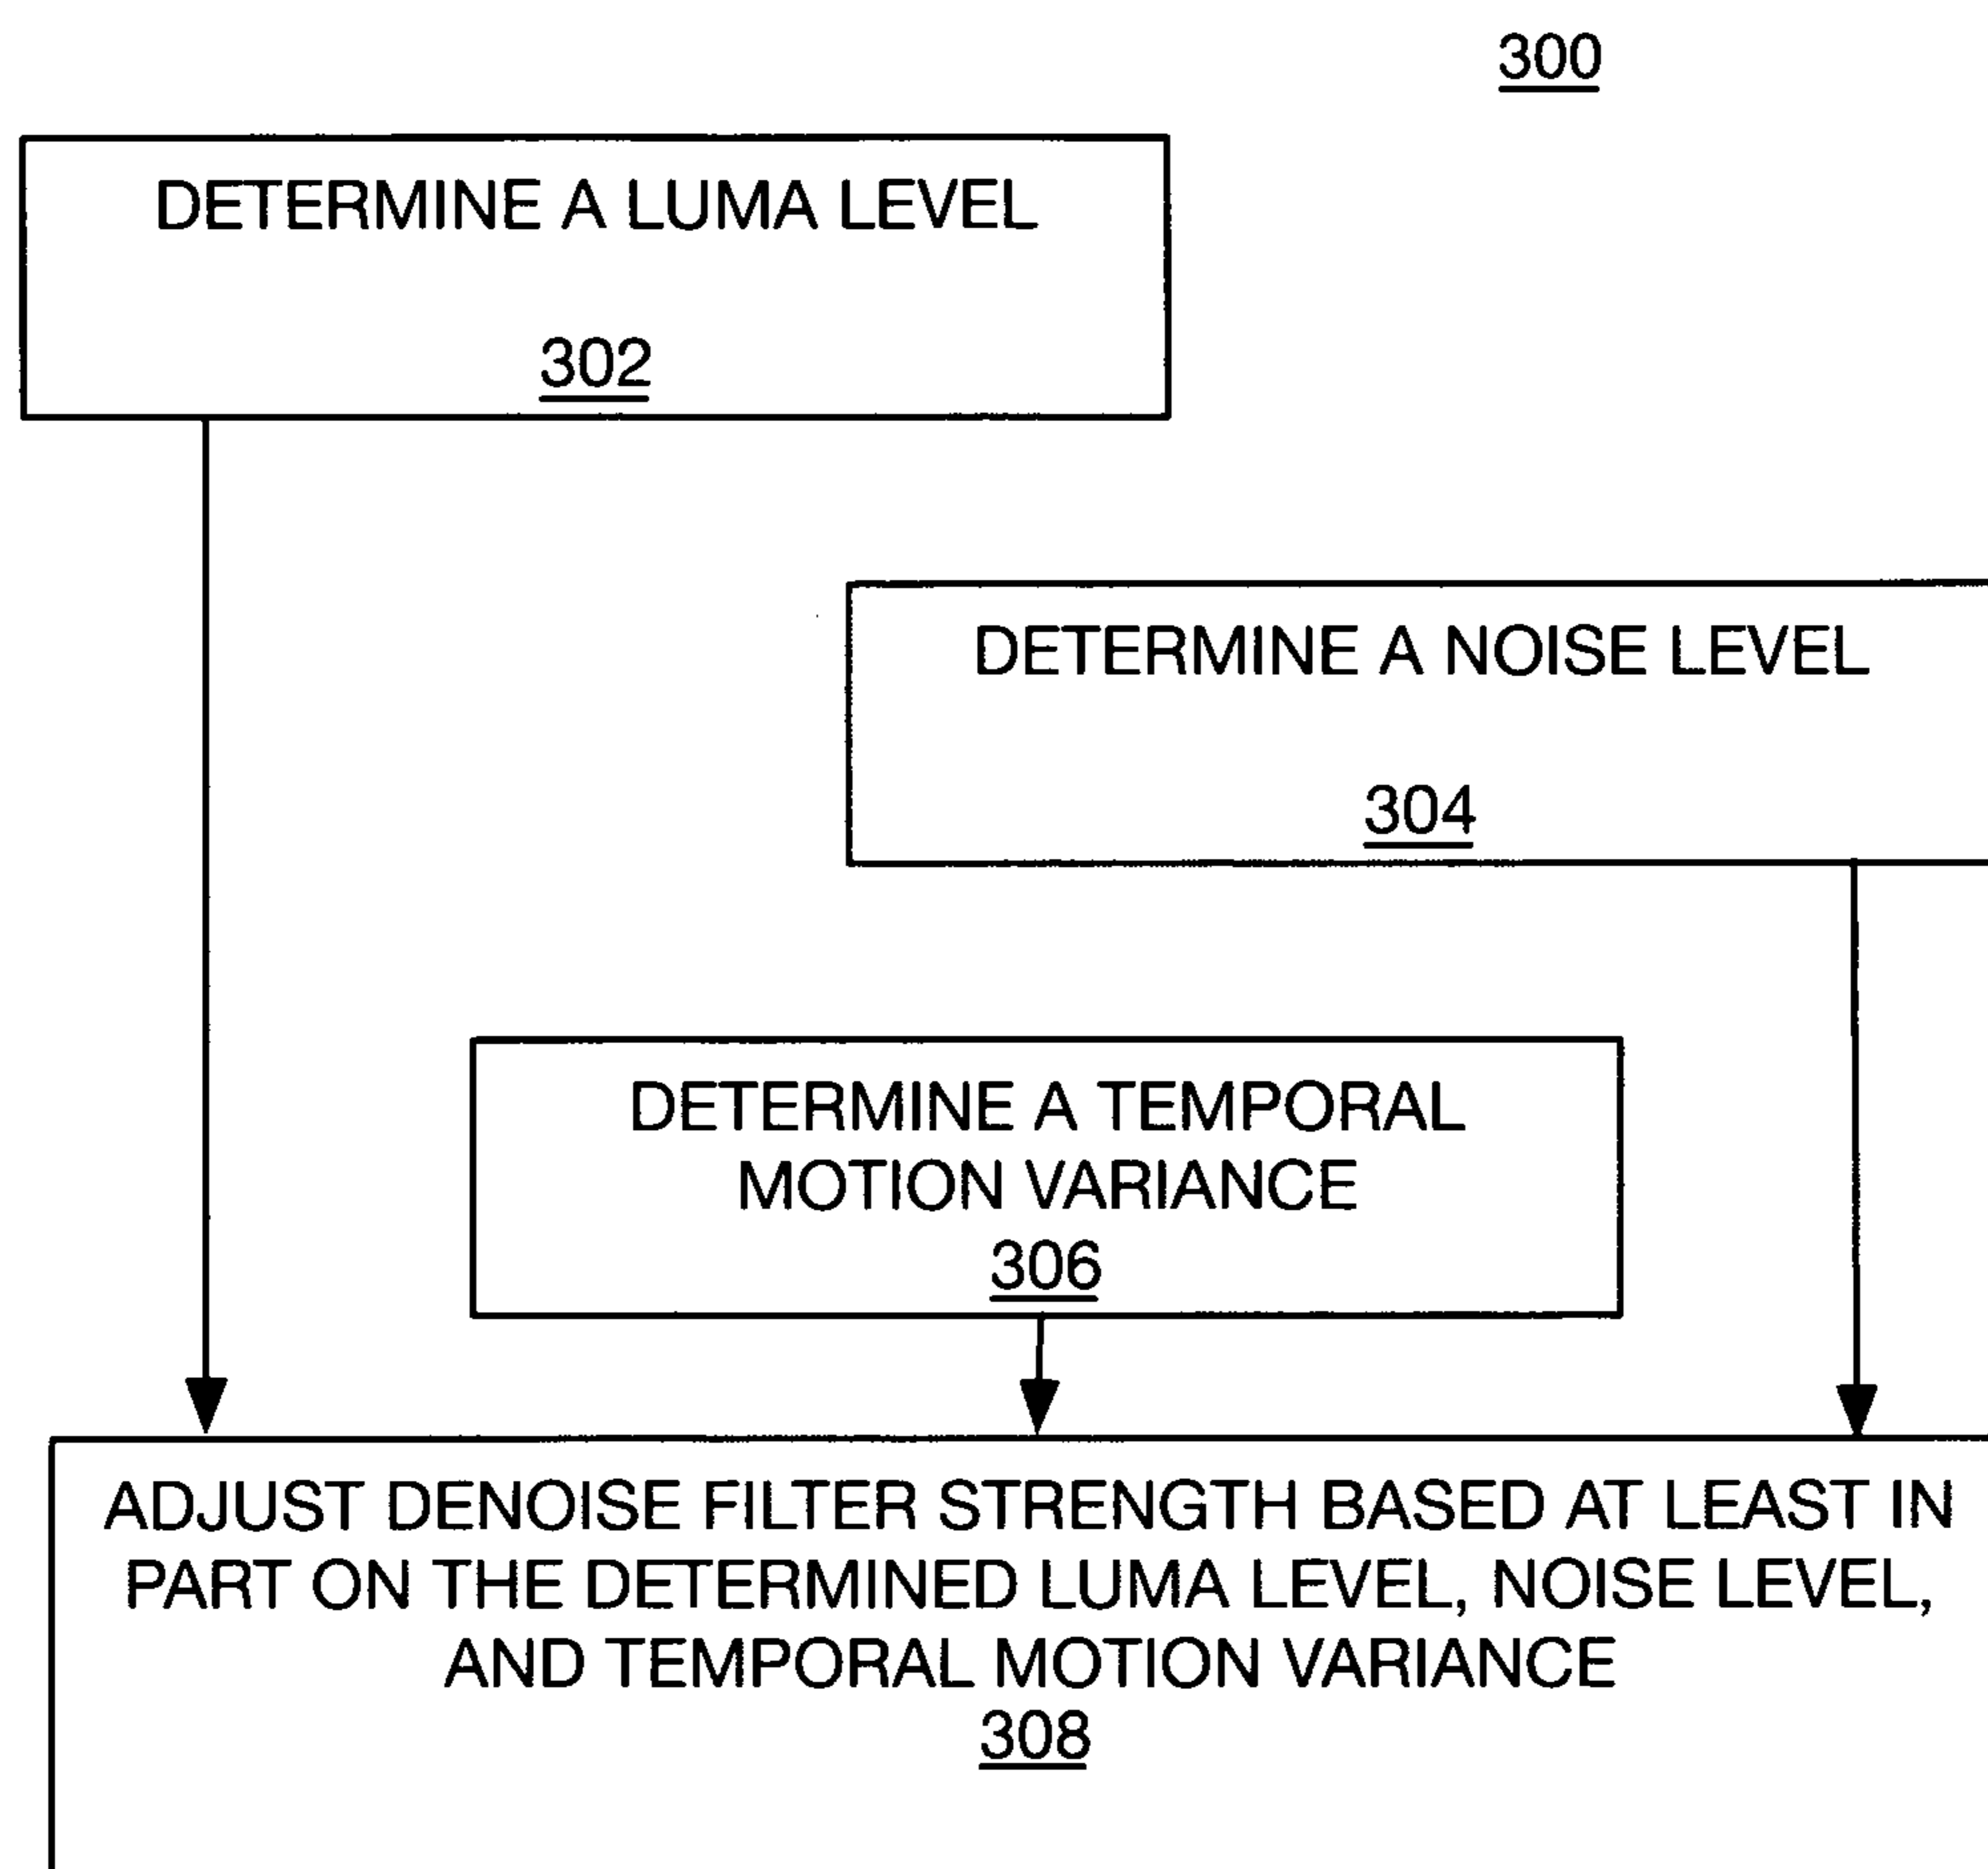 300
DETERMINE A LUMA LEVEL
302
DETERMINE A NOISE LEVEL
304
DETERMINE A TEMPORAL
MOTION VARIANCE
306
ADJUST DENOISE FILTER STRENGTH BASED AT LEAST IN
PART ON THE DETERMINED LUMA LEVEL, NOISE LEVEL,
AND TEMPORAL MOTION VARIANCE
308